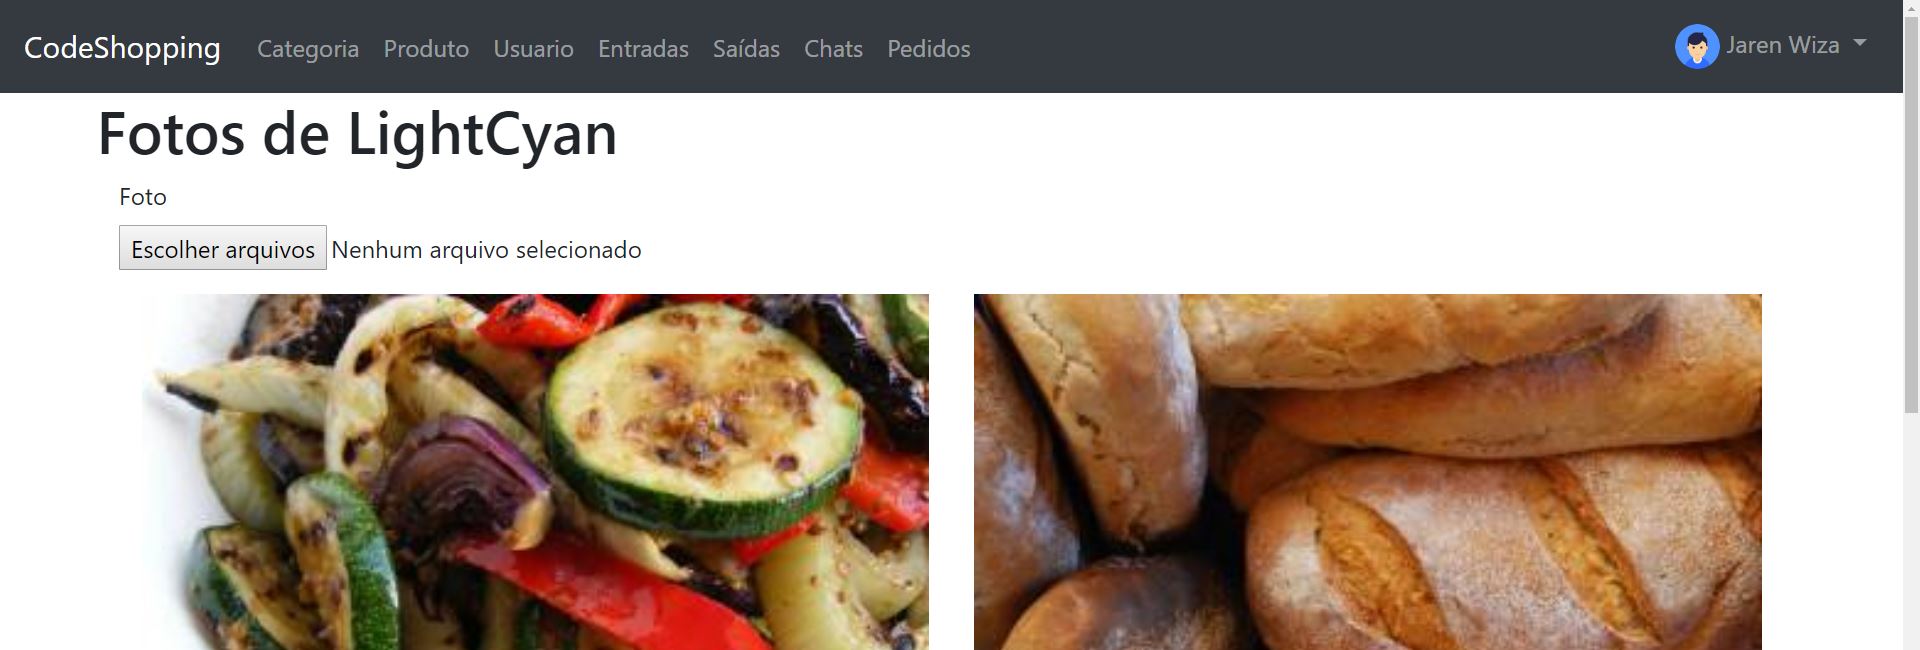 CodeShopping Categoria Produto Usuario Entradas Saídas Chats Pedidos Jaren Wiza
Fotos de LightCyan
Foto
Escolher arquivos Nenhum arquivo selecionado